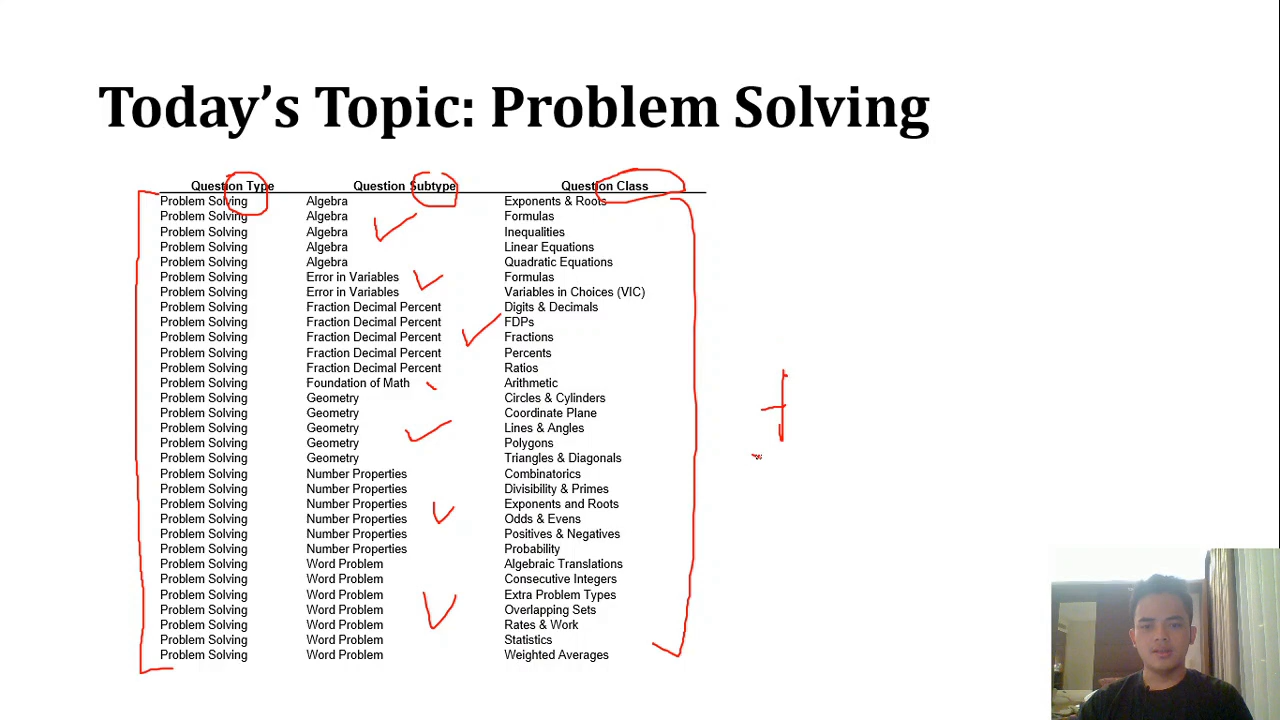 Today's Topic: Problem Solving
Question Type Question Subtype Question Class
Problem Solving Algebra Exponents & Roots
Problem Solving Algebra Formulas
Problem Solving Algebra Inequalities
Problem Solving Algebra Linear Equations
Problem Solving Algebra Quadratic Equations
Problem Solving Error in Variables Formulas
Problem Solving Error in Variables Variables in Choices (VIC)
Problem Solving Fraction Decimal Percent Digits & Decimals
Problem Solving Fraction Decimal Percent FDPs
Problem Solving Fraction Decimal Percent Fractions
Problem Solving Fraction Decimal Percent Percents
Problem Solving Fraction Decimal Percent Ratios
Problem Solving Foundation of Math Arithmetic
Problem Solving Geometry Circles & Cylinders
Problem Solving Geometry Coordinate Plane
Problem Solving Geometry Lines & Angles
Problem Solving Geometry Polygons
Problem Solving Geometry Triangles & Diagonals
Problem Solving Number Properties Combinatorics
Problem Solving Number Properties Divisibility & Primes
Problem Solving Number Properties Exponents and Roots
Problem Solving Number Properties Odds & Evens
Problem Solving Number Properties Positives & Negatives
Problem Solving Number Properties Probability
Problem Solving Word Problem Algebraic Translations
Problem Solving Word Problem Consecutive Integers
Problem Solving Word Problem Extra Problem Types
Problem Solving Word Problem Overlapping Sets
Problem Solving Word Problem Rates & Work
Problem Solving Word Problem Statistics
Problem Solving Word Problem Weighted Averages